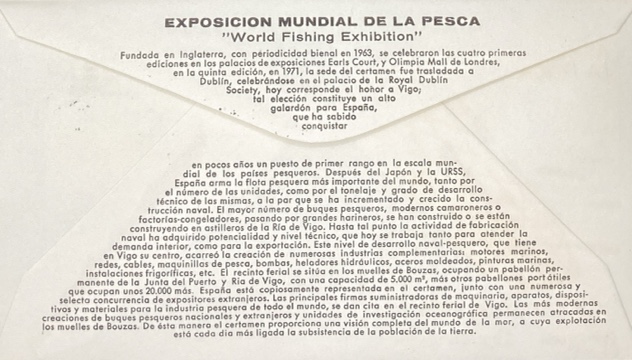 EXPOSICION MUNDIAL DE LA PESCA
"World Fishing Exhibition"
Fundada en Inglaterra, con periodicidad bienal en 1963, se celebraron las cuatro primeras
ediciones en los palacios de exposiciones Earls Court, y Olimpia Mall de Londres,
en la quinta edición, en 1971, la sede del certamen fue trasladada a
Dublín, celebrándose en el palacio de la Royal Dublín
Society, hoy corresponde el honor a Vigo;
tal elección constituye un alto
galardón para España,
que ha sabido
conquistar
en pocos años un puesto de primer rango en la escala mun-
dial de los países pesqueros. Después del Japón y la URSS,
España arma la flota pesquera más importante del mundo, tanto por
el número de las unidades, como por el tonelaje y grado de desarrollo
técnico de las mismas, a la par que se ha incrementado y crecido la cons-
trucción naval. El mayor número de buques pesqueros, modernos camaroneros o
factorías-congeladores, pasando por grandes harineros, se han construido o se están
construyendo en astilleros de la Ría de Vigo. Hasta tal punto la actividad de fabricación
naval ha adquirido potencialidad y nivel técnico, que hoy se trabaja tanto para atender la
demanda interior, como para la exportación. Este nivel de desarrollo naval-pesquero, que tiene
en Vigo su centro, acarreó la creación de numerosas industrias complementarias: motores marinos,
redes, cables, maquinillas de pesca, bombas, heladores hidráulicos, aceros moldeados, pinturas marinas,
instalaciones frigoríficas, etc. El recinto ferial se sitúa en los muelles de Bouzas, ocupando un pabellón per-
manente de la Junta del Puerto y Ría de Vigo, con una capacidad de 5.000 m², más otros pabellones portátiles
que ocupan unos 20.000 más. España está copiosamente representada en el certamen, junto con una numerosa y
selecta concurrencia de expositores extranjeros. Las principales firmas suministradoras de maquinaria, aparatos, disposi-
tivos y materiales para la industria pesquera de todo el mundo, se dan cita en el recinto ferial de Vigo. Las más modernas
creaciones de buques pesqueros nacionales y extranjeros y unidades de investigación oceanográfica permanecen atracadas en
los muelles de Bouzas. De ésta manera el certamen proporciona una visión completa del mundo de la mar, a cuya explotación
está cada día más ligada la subsistencia de la población de la tierra.